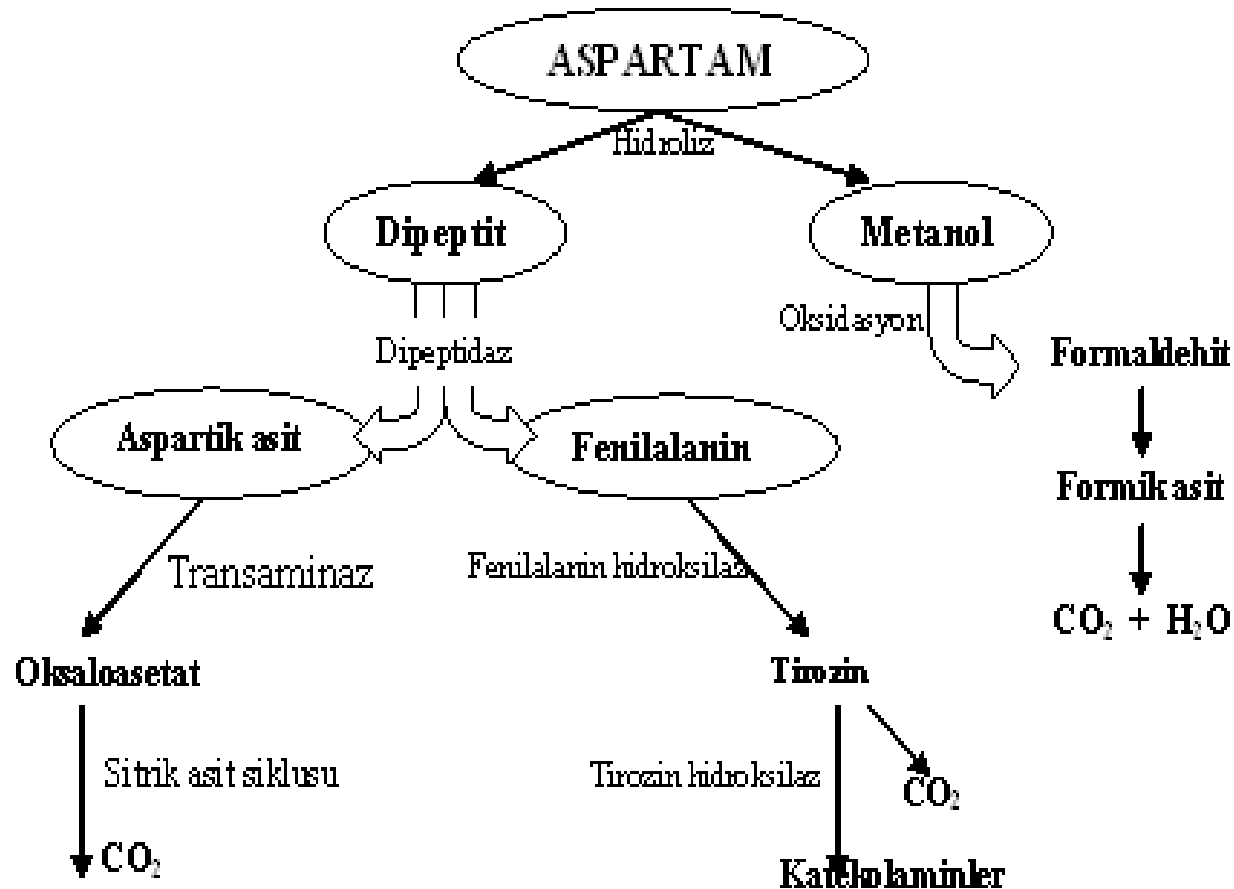 ASPARTAM
Hidroliz
Dipeptit
Metanol
Oksidasyon
Dipeptidaz
Formaldehit
Aspartik asit
Fenilalanin
Formik asit
Transaminaz
Fenilalanin hidroksilaz
CO₂ + H₂O
Oksaloasetat
Tirozin
Sitrik asit siklusu
Tirozin hidroksilaz
CO₂
CO₂
Katekolaminler